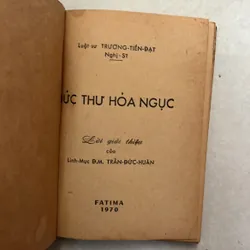 Luật sư TRƯƠNG-TIẾN-ĐẠT
Nghị-Sĩ
ỨC THƯ HỎA NGỤC
Lời giới thiệu
của
Linh-Mục Đ.M. TRẦN-ĐỨC-HUÂN
FATIMA
1970